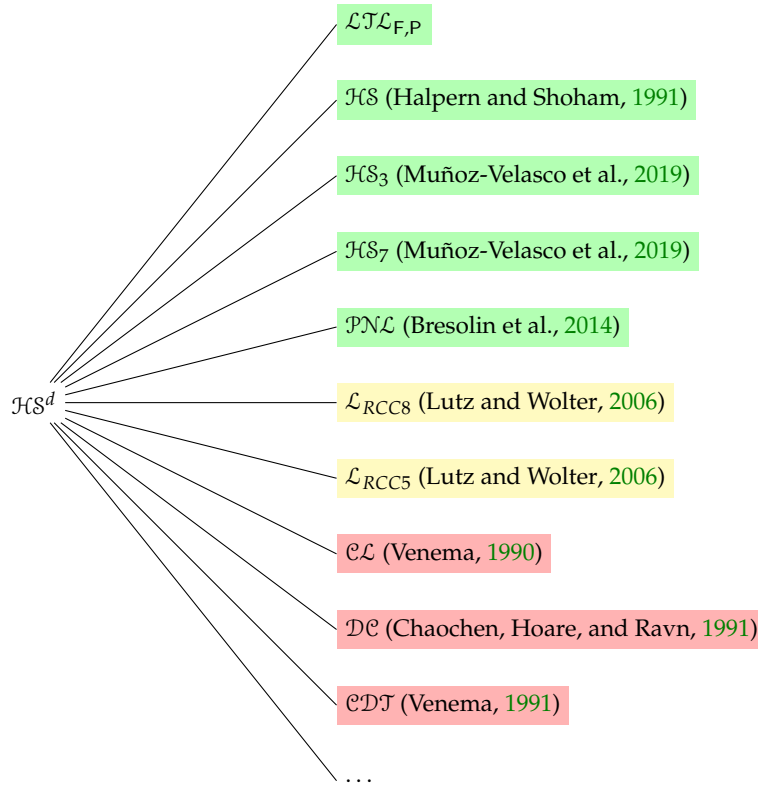 ℒ𝒯ℒ_F,P
ℋ𝒮 (Halpern and Shoham, 1991)
ℋ𝒮₃ (Muñoz-Velasco et al., 2019)
ℋ𝒮₇ (Muñoz-Velasco et al., 2019)
𝒫𝒩ℒ (Bresolin et al., 2014)
ℋ𝒮^d
ℒ_RCC8 (Lutz and Wolter, 2006)
ℒ_RCC5 (Lutz and Wolter, 2006)
𝒞ℒ (Venema, 1990)
𝒟𝒞 (Chaochen, Hoare, and Ravn, 1991)
𝒞𝒟𝒯 (Venema, 1991)
...